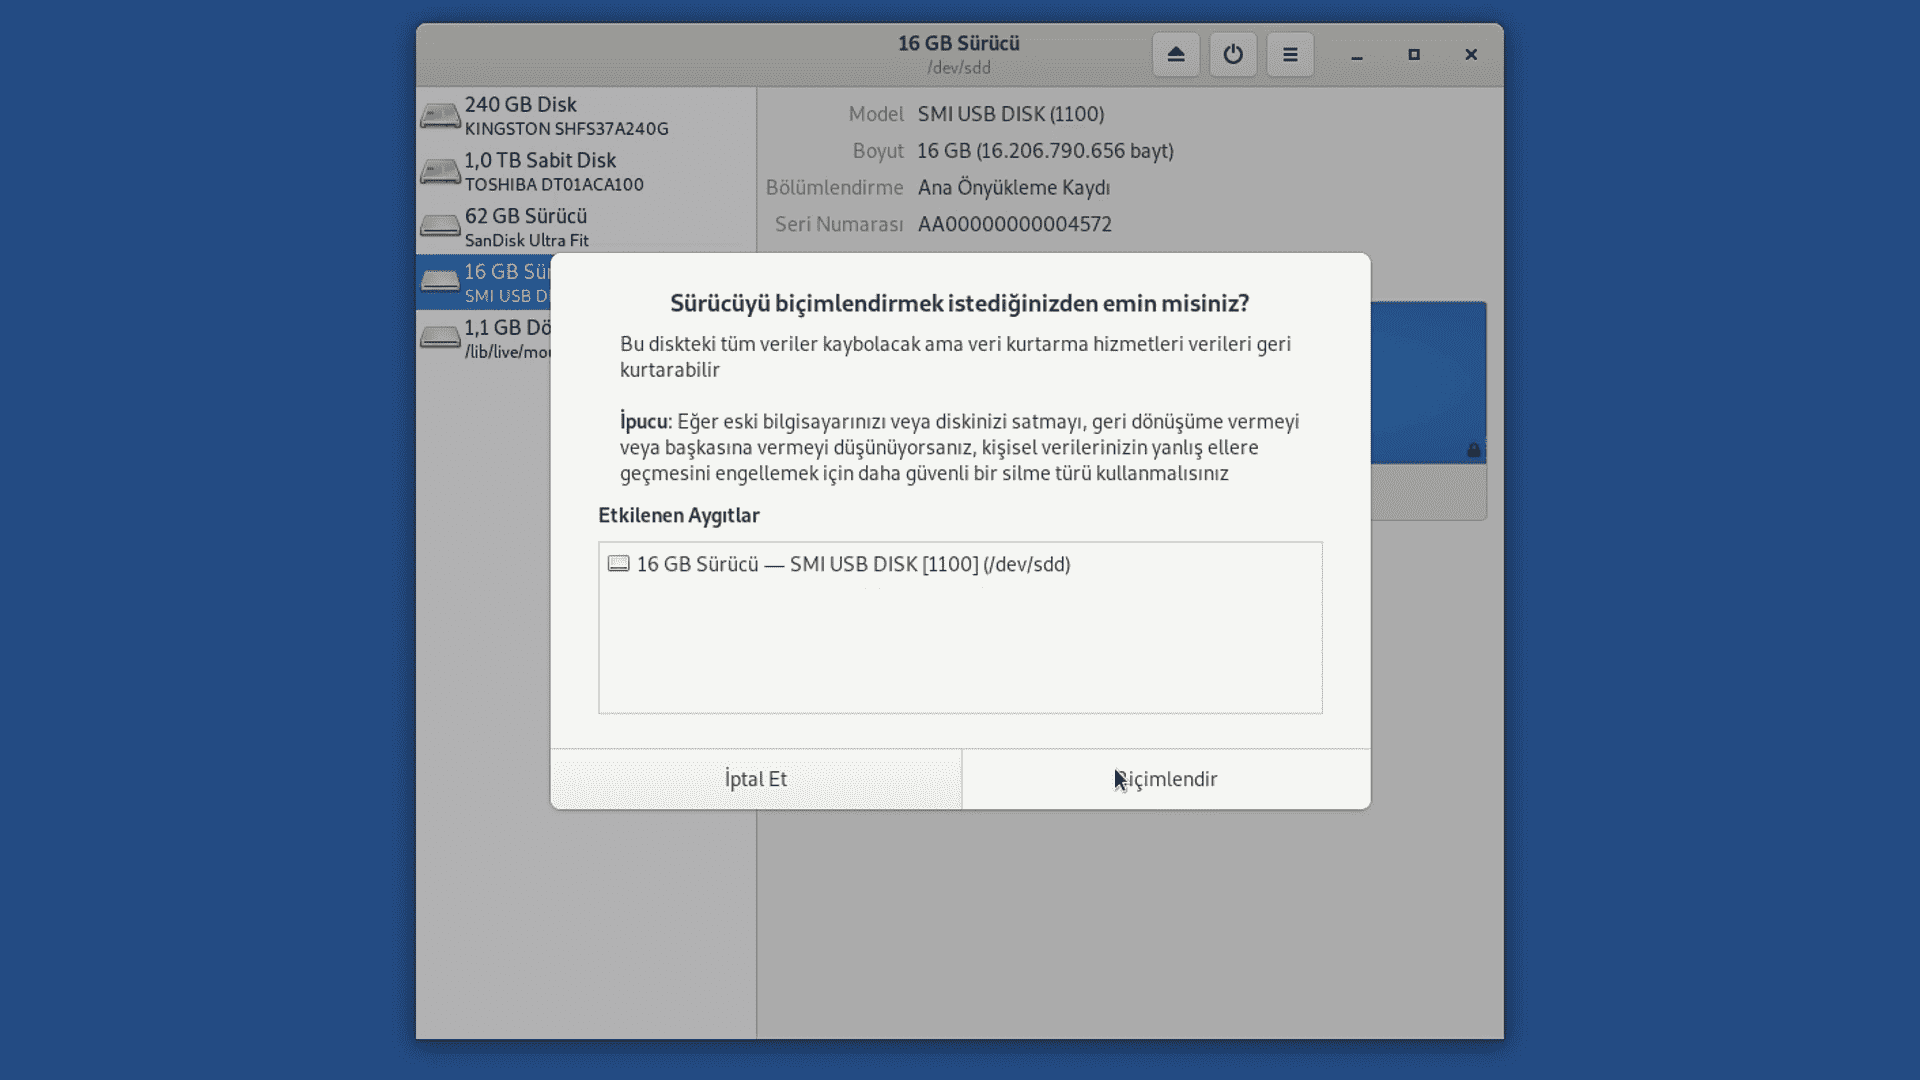 16 GB Sürücü
/dev/sdd
240 GB Disk
KINGSTON SHFS37A240G
1,0 TB Sabit Disk
TOSHIBA DT01ACA100
62 GB Sürücü
SanDisk Ultra Fit
16 GB Sür
SMI USB DI
1,1 GB Dö
/lib/live/mou
Model SMI USB DISK (1100)
Boyut 16 GB (16.206.790.656 bayt)
Bölümlendirme Ana Önyükleme Kaydı
Seri Numarası AA00000000004572
Sürücüyü biçimlendirmek istediğinizden emin misiniz?
Bu diskteki tüm veriler kaybolacak ama veri kurtarma hizmetleri verileri geri
kurtarabilir
İpucu: Eğer eski bilgisayarınızı veya diskinizi satmayı, geri dönüşüme vermeyi
veya başkasına vermeyi düşünüyorsanız, kişisel verilerinizin yanlış ellere
geçmesini engellemek için daha güvenli bir silme türü kullanmalısınız
Etkilenen Aygıtlar
16 GB Sürücü — SMI USB DISK [1100] (/dev/sdd)
İptal Et
Biçimlendir